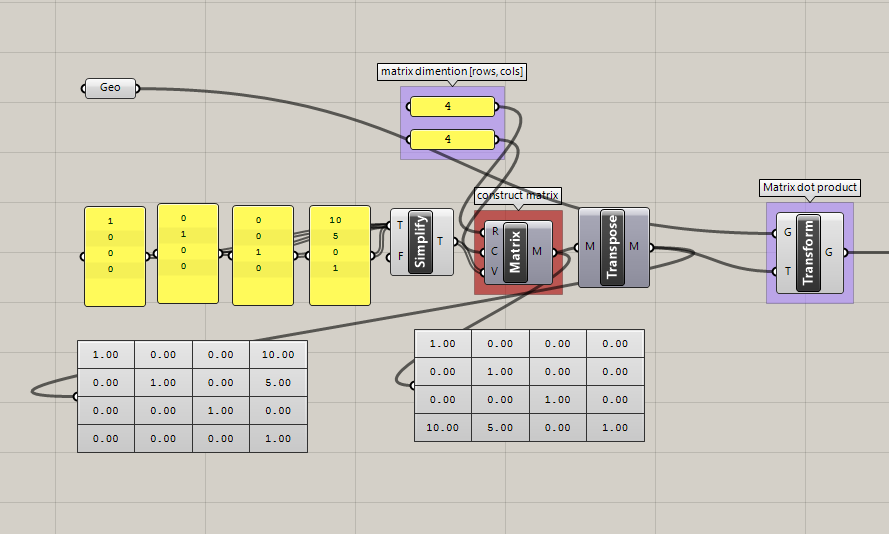 matrix dimention [rows, cols]
Geo
4
4
construct matrix
Matrix dot product
1
0
0
0
0
1
0
0
0
0
1
0
10
5
0
1
T
F
Simplify
T
R
C
V
Matrix
M
M
Transpose
M
G
T
Transform
G
1.00 0.00 0.00 10.00
0.00 1.00 0.00 5.00
0.00 0.00 1.00 0.00
0.00 0.00 0.00 1.00
1.00 0.00 0.00 0.00
0.00 1.00 0.00 0.00
0.00 0.00 1.00 0.00
10.00 5.00 0.00 1.00